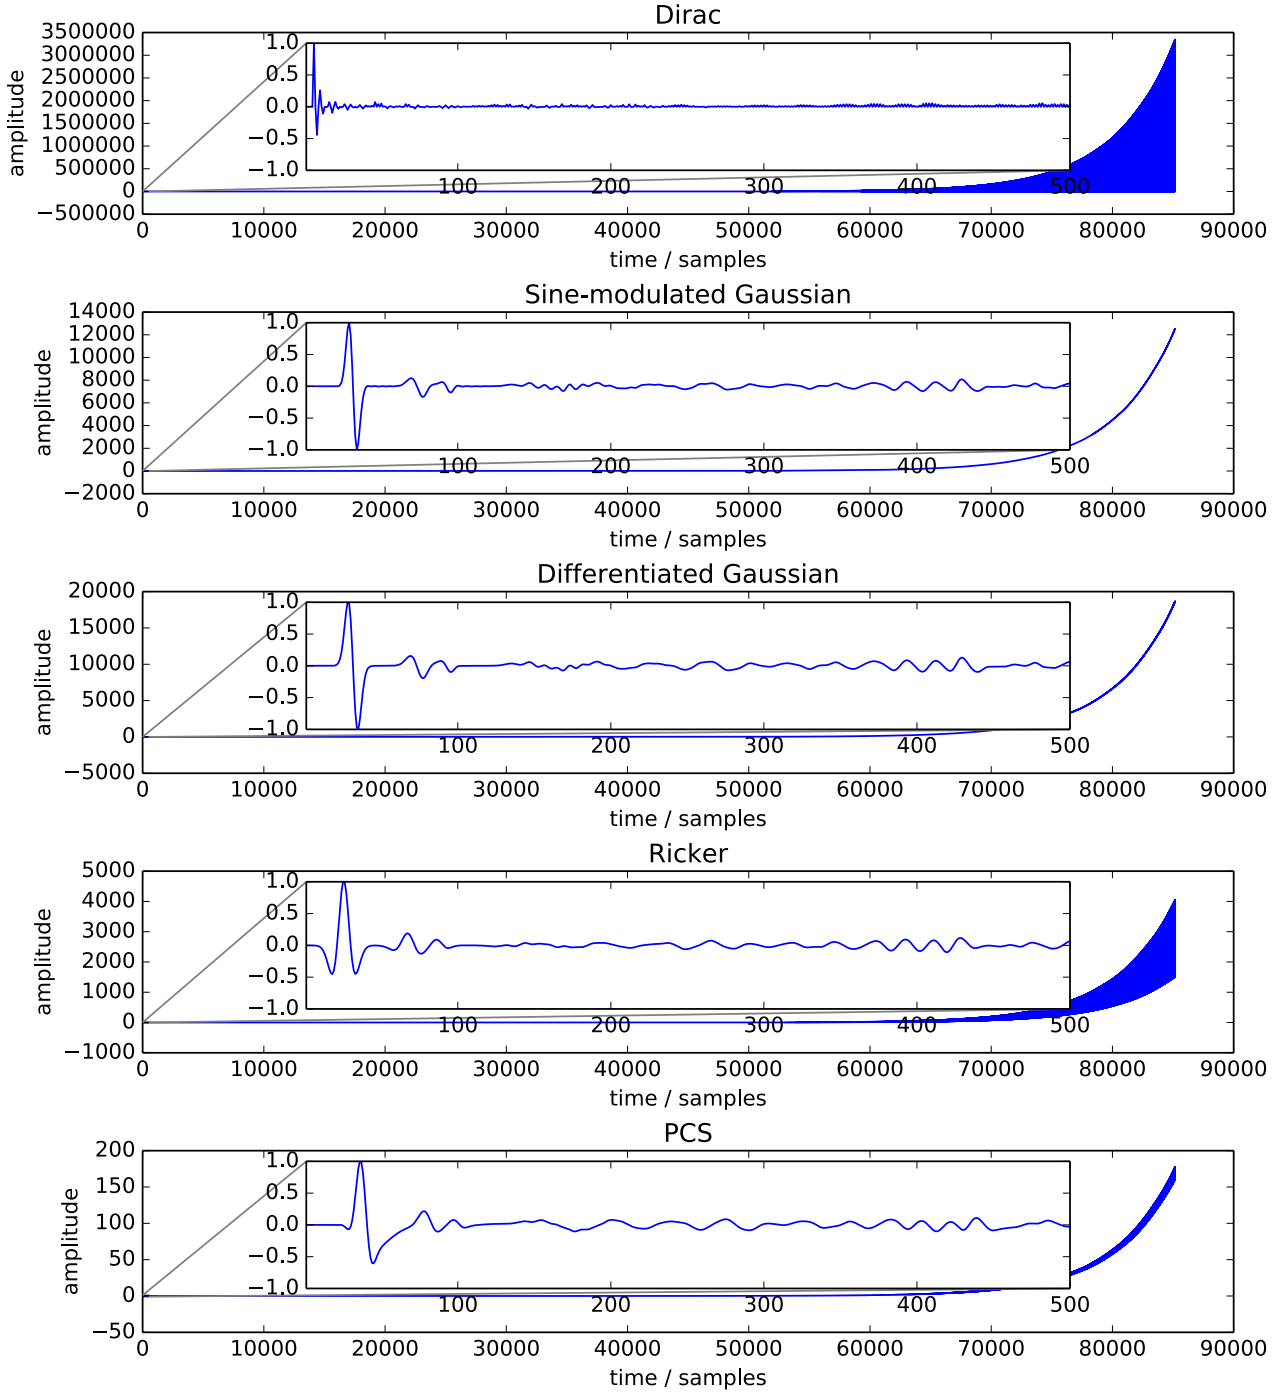 Dirac
3500000
3000000
2500000
2000000
1500000
1000000
500000
0
−500000
amplitude
1.0
0.5
0.0
−0.5
−1.0
100 200 300 400 500
0 10000 20000 30000 40000 50000 60000 70000 80000 90000
time / samples
Sine-modulated Gaussian
14000
12000
10000
8000
6000
4000
2000
0
−2000
amplitude
1.0
0.5
0.0
−0.5
−1.0
100 200 300 400 500
0 10000 20000 30000 40000 50000 60000 70000 80000 90000
time / samples
Differentiated Gaussian
20000
15000
10000
5000
0
−5000
amplitude
1.0
0.5
0.0
−0.5
−1.0
100 200 300 400 500
0 10000 20000 30000 40000 50000 60000 70000 80000 90000
time / samples
Ricker
5000
4000
3000
2000
1000
0
−1000
amplitude
1.0
0.5
0.0
−0.5
−1.0
100 200 300 400 500
0 10000 20000 30000 40000 50000 60000 70000 80000 90000
time / samples
PCS
200
150
100
50
0
−50
amplitude
1.0
0.5
0.0
−0.5
−1.0
100 200 300 400 500
0 10000 20000 30000 40000 50000 60000 70000 80000 90000
time / samples